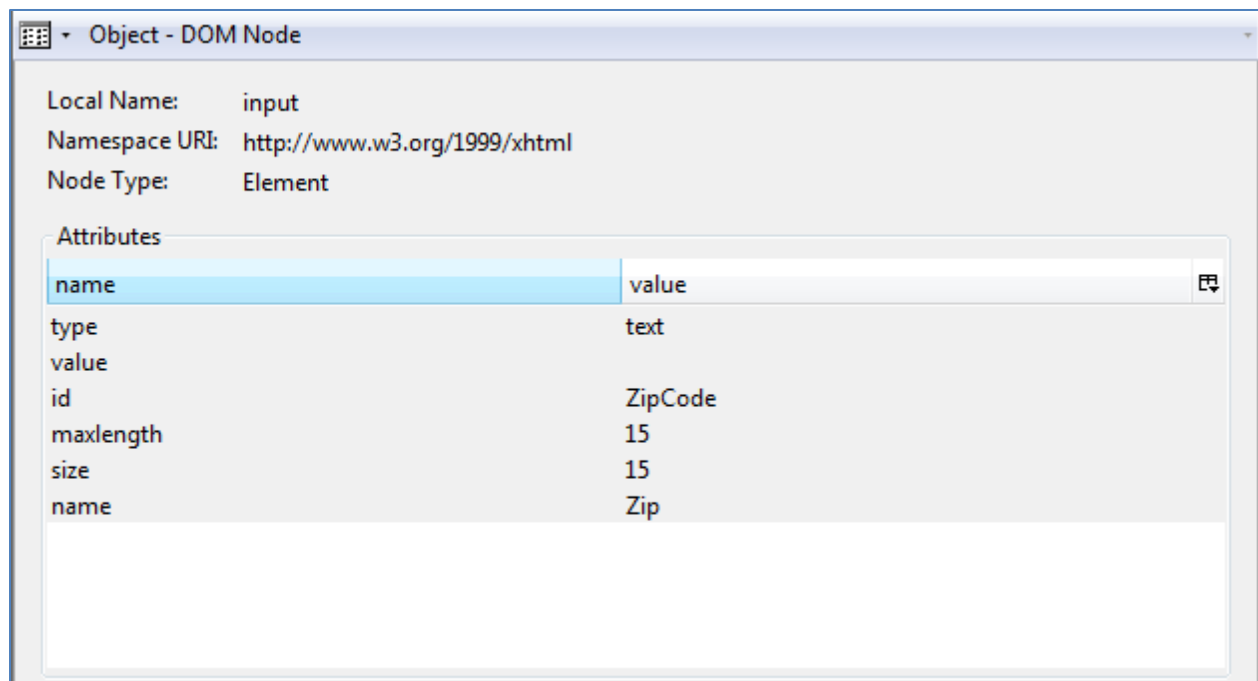 Object - DOM Node
Local Name: input
Namespace URI: http://www.w3.org/1999/xhtml
Node Type: Element
Attributes
name value
type text
value
id ZipCode
maxlength 15
size 15
name Zip